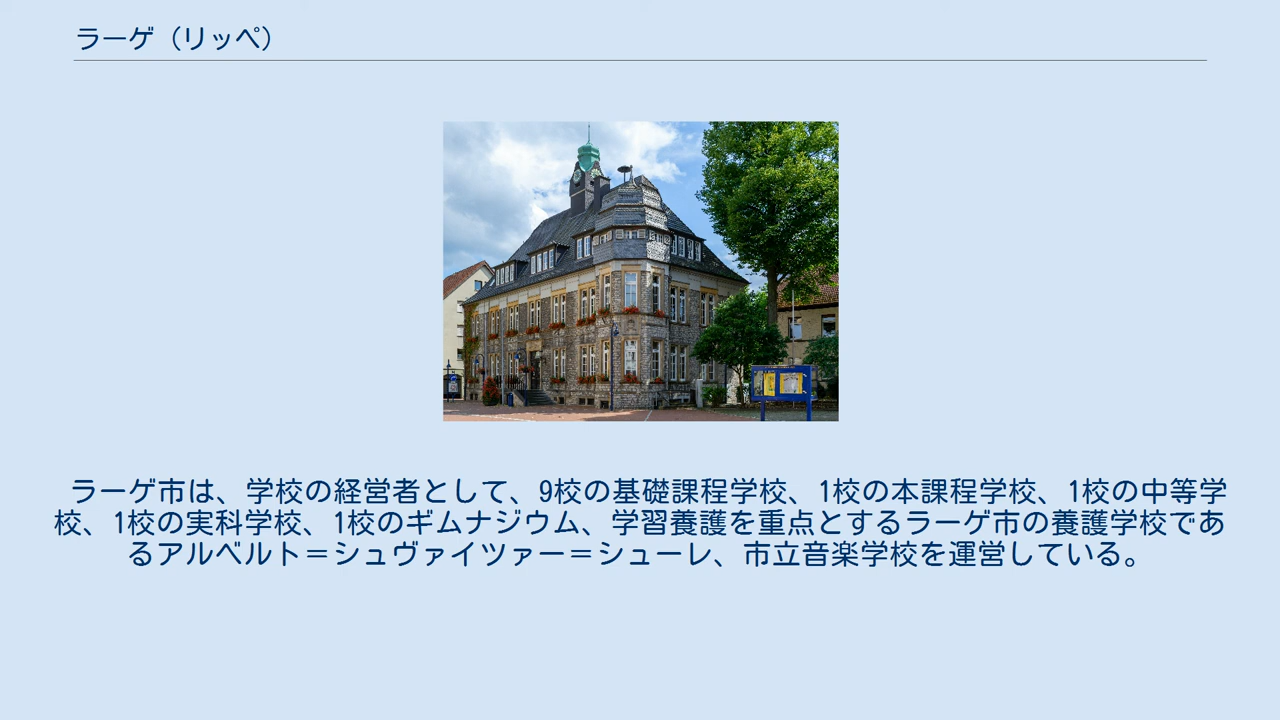 ラーゲ（リッペ）
ラーゲ市は、学校の経営者として、9校の基礎課程学校、1校の本課程学校、1校の中等学
校、1校の実科学校、1校のギムナジウム、学習養護を重点とするラーゲ市の養護学校であ
るアルベルト＝シュヴァイツァー＝シューレ、市立音楽学校を運営している。